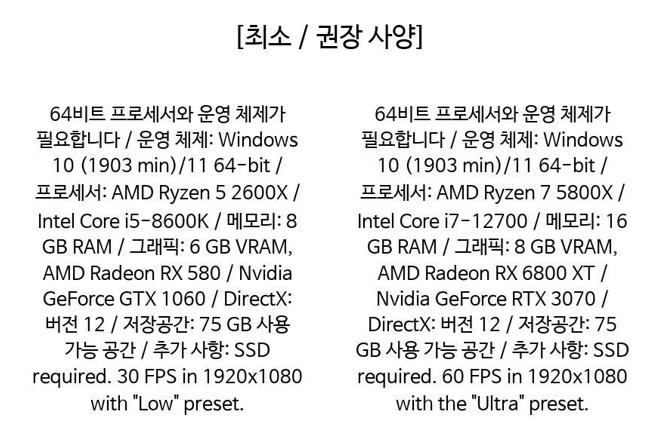 [최소 / 권장 사양]
64비트 프로세서와 운영 체제가
필요합니다 / 운영 체제: Windows
10 (1903 min)/11 64-bit /
프로세서: AMD Ryzen 5 2600X /
Intel Core i5-8600K / 메모리: 8
GB RAM / 그래픽: 6 GB VRAM,
AMD Radeon RX 580 / Nvidia
GeForce GTX 1060 / DirectX:
버전 12 / 저장공간: 75 GB 사용
가능 공간 / 추가 사항: SSD
required. 30 FPS in 1920x1080
with "Low" preset.
64비트 프로세서와 운영 체제가
필요합니다 / 운영 체제: Windows
10 (1903 min)/11 64-bit /
프로세서: AMD Ryzen 7 5800X /
Intel Core i7-12700 / 메모리: 16
GB RAM / 그래픽: 8 GB VRAM,
AMD Radeon RX 6800 XT /
Nvidia GeForce RTX 3070 /
DirectX: 버전 12 / 저장공간: 75
GB 사용 가능 공간 / 추가 사항: SSD
required. 60 FPS in 1920x1080
with the "Ultra" preset.